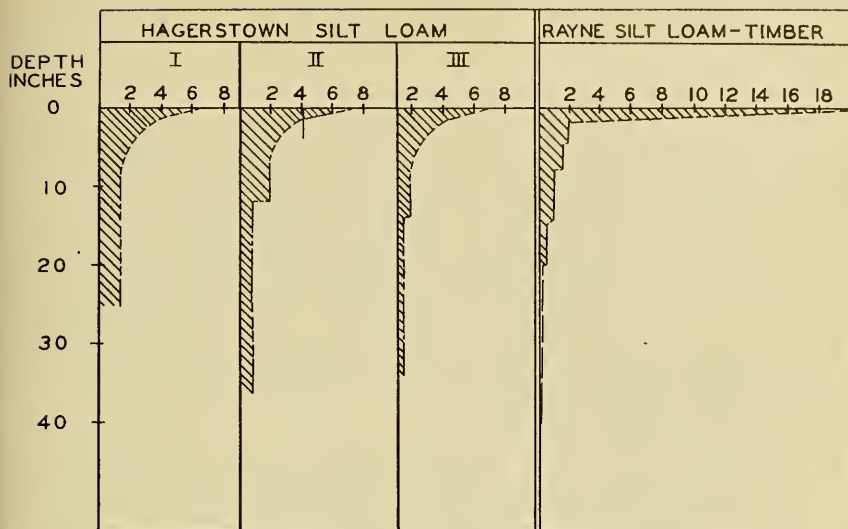 HAGERSTOWN SILT LOAM
RAYNE SILT LOAM-TIMBER
DEPTH
INCHES
I
II
III
2 4 6 8
2 4 6 8
2 4 6 8
2 4 6 8 10 12 14 16 18
0
10
20
30
40